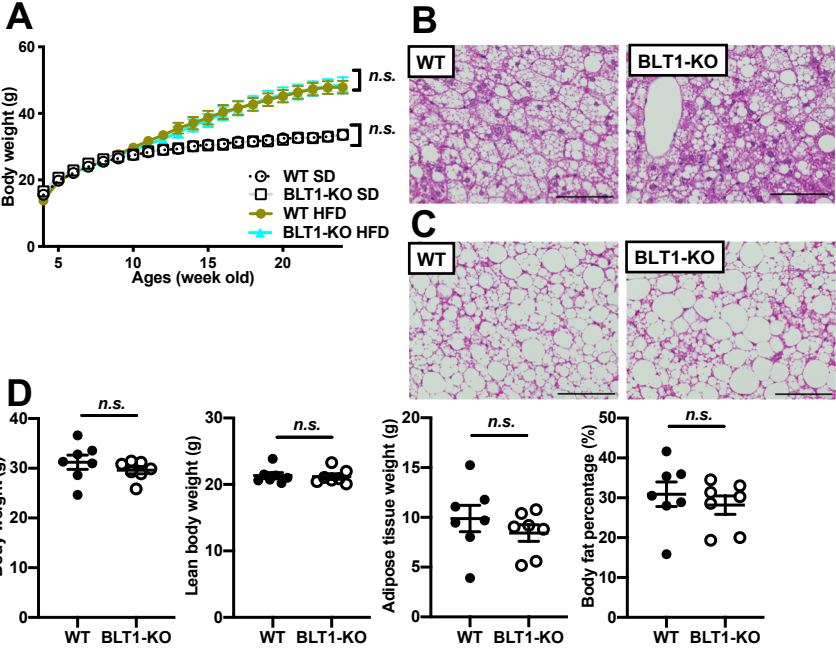 A
Body weight (g)
60
40
20
0
5
10
15
20
Ages (week old)
n.s.
n.s.
WT SD
BLT1-KO SD
WT HFD
BLT1-KO HFD
B
WT
BLT1-KO
C
WT
BLT1-KO
D
Body weight (g)
40
30
20
10
0
n.s.
WT BLT1-KO
Lean body weight (g)
30
20
10
0
n.s.
WT BLT1-KO
Adipose tissue weight (g)
20
15
10
5
0
n.s.
WT BLT1-KO
Body fat percentage (%)
50
40
30
20
10
0
n.s.
WT BLT1-KO